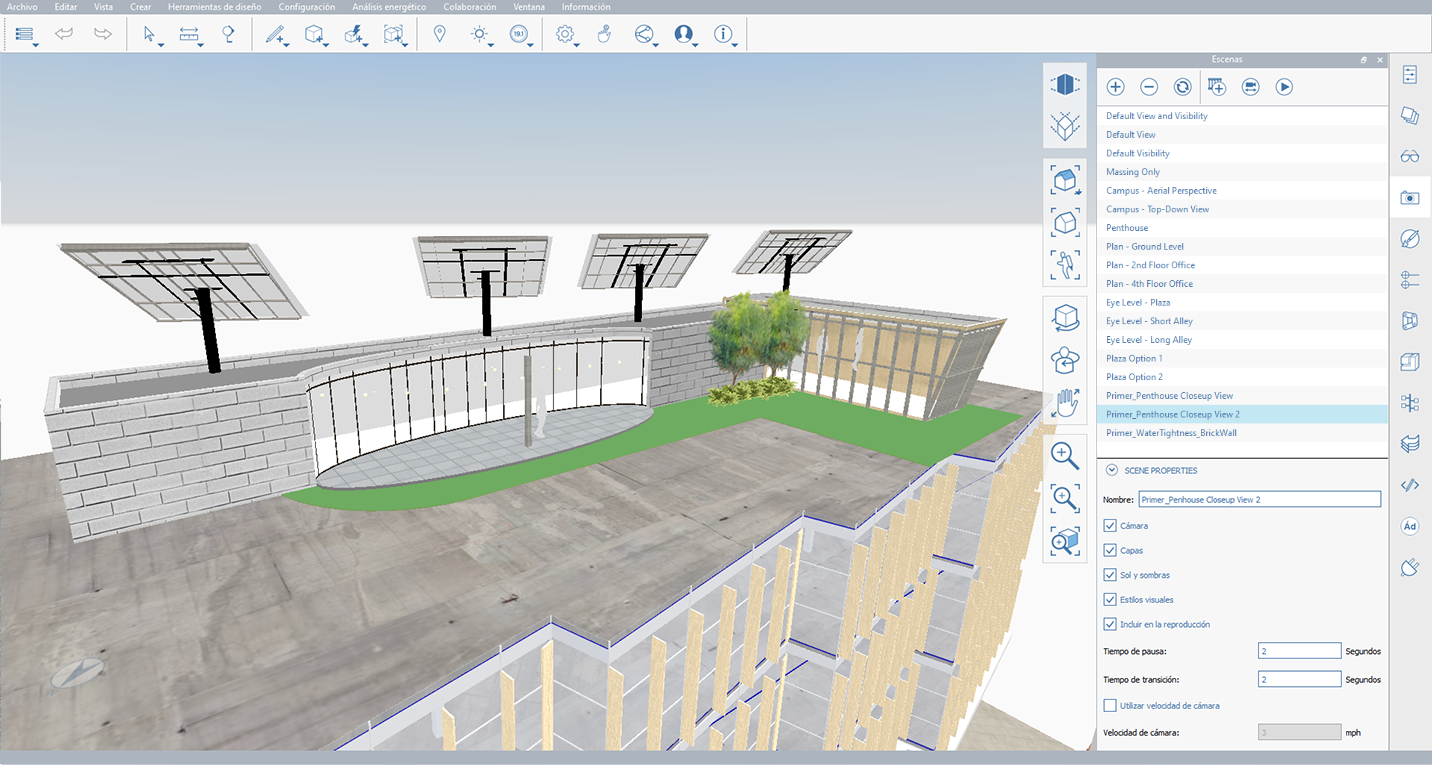 Archivo Editar Vista Crear Herramientas de diseño Configuración Análisis energético Colaboración Ventana Información
19.1
Escenas
Default View and Visibility
Default View
Default Visibility
Massing Only
Campus - Aerial Perspective
Campus - Top-Down View
Penthouse
Plan - Ground Level
Plan - 2nd Floor Office
Plan - 4th Floor Office
Eye Level - Plaza
Eye Level - Short Alley
Eye Level - Long Alley
Plaza Option 1
Plaza Option 2
Primer_Penthouse Closeup View
Primer_Penthouse Closeup View 2
Primer_WaterTightness_BrickWall
SCENE PROPERTIES
Nombre: Primer_Penhouse Closeup View 2
Cámara
Capas
Sol y sombras
Estilos visuales
Incluir en la reproducción
Tiempo de pausa: 2 Segundos
Tiempo de transición: 2 Segundos
Utilizar velocidad de cámara
Velocidad de cámara: 3 mph
Ád